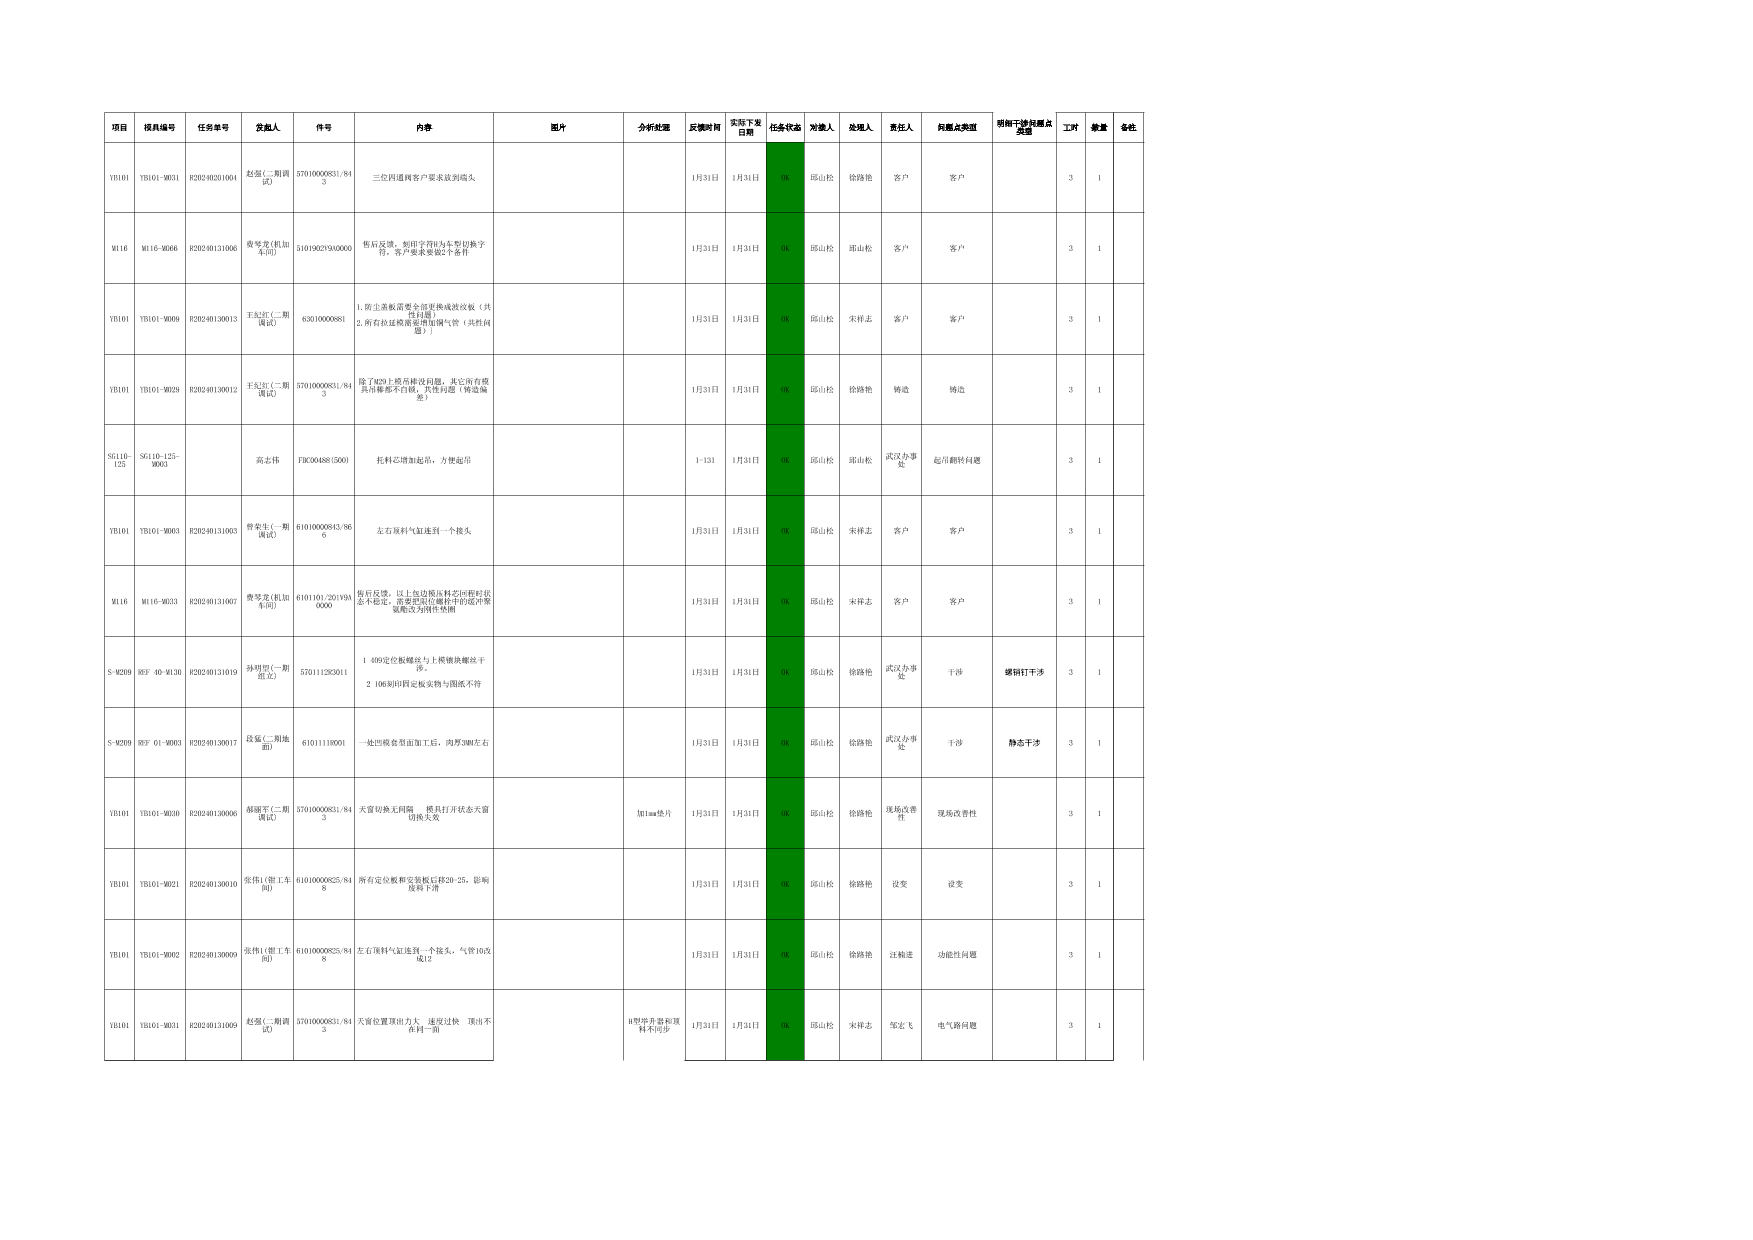 项目 模具编号 任务单号 发起人 件号 内容 图片 分析处理 反馈时间 实际下发日期 任务状态 对接人 处理人 责任人 问题点类型 明细干涉问题点类型 工时 数量 备注
YB101 YB101-M031 R20240201004 赵强(二期调试) 57010000831/843 三位四通阀客户要求放到端头 1月31日 1月31日 OK 邱山松 徐路艳 客户 客户 3 1
M116 M116-M066 R20240131006 费琴龙(机加车间) 5101902V9A0000 售后反馈，刻印字符H为车型切换字符，客户要求要做2个备件 1月31日 1月31日 OK 邱山松 邱山松 客户 客户 3 1
YB101 YB101-M009 R20240130013 王纪红(二期调试) 63010000881 1.防尘盖板需要全部更换成波纹板（共性问题）
2.所有拉延模需要增加铜气管（共性问题）； 1月31日 1月31日 OK 邱山松 宋祥志 客户 客户 3 1
YB101 YB101-M029 R20240130012 王纪红(二期调试) 57010000831/843 除了M29上模吊棒没问题，其它所有模具吊棒都不自锁，共性问题（铸造偏差） 1月31日 1月31日 OK 邱山松 徐路艳 铸造 铸造 3 1
SG110-125 SG110-125-M003 高志伟 FDC00488(500) 托料芯增加起吊，方便起吊 1-131 1月31日 OK 邱山松 邱山松 武汉办事处 起吊翻转问题 3 1
YB101 YB101-M003 R20240131003 曾荣生(一期调试) 61010000843/866 左右顶料气缸连到一个接头 1月31日 1月31日 OK 邱山松 宋祥志 客户 客户 3 1
M116 M116-M033 R20240131007 费琴龙(机加车间) 6101101/201V9A0000 售后反馈，以上包边模压料芯回程时状态不稳定，需要把限位螺栓中的缓冲聚氨酯改为刚性垫圈 1月31日 1月31日 OK 邱山松 宋祥志 客户 客户 3 1
S-M209 REF 40-M130 R20240131019 孙明望(一期组立) 5701112R3011 1 409定位板螺丝与上模镶块螺丝干涉。
2 106刻印固定板实物与图纸不符 1月31日 1月31日 OK 邱山松 徐路艳 武汉办事处 干涉 螺销钉干涉 3 1
S-M209 REF 01-M003 R20240130017 段猛(二期地面) 6101111R001 一处凹模套型面加工后，肉厚3MM左右 1月31日 1月31日 OK 邱山松 徐路艳 武汉办事处 干涉 静态干涉 3 1
YB101 YB101-M030 R20240130006 郝丽军(二期调试) 57010000831/843 天窗切换无间隔 模具打开状态天窗切换失效 加1mm垫片 1月31日 1月31日 OK 邱山松 徐路艳 现场改善性 现场改善性 3 1
YB101 YB101-M021 R20240130010 张伟1(钳工车间) 61010000825/848 所有定位板和安装板后移20-25，影响废料下滑 1月31日 1月31日 OK 邱山松 徐路艳 设变 设变 3 1
YB101 YB101-M002 R20240130009 张伟1(钳工车间) 61010000825/848 左右顶料气缸连到一个接头，气管10改成12 1月31日 1月31日 OK 邱山松 徐路艳 汪楠进 功能性问题 3 1
YB101 YB101-M031 R20240131009 赵强(二期调试) 57010000831/843 天窗位置顶出力大 速度过快 顶出不在同一面 H型举升器和顶料不同步 1月31日 1月31日 OK 邱山松 宋祥志 邹宏飞 电气路问题 3 1